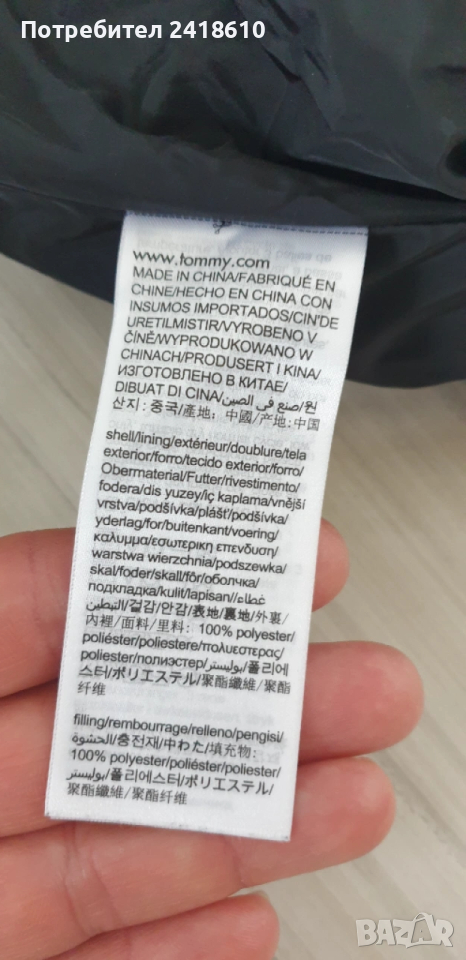 Потребител 2418610
www.tommy.com
MADE IN CHINA/FABRIQUÉ EN
CHINE/HECHO EN CHINA CON
INSUMOS IMPORTADOS/CIN'DE
URETILMISTIR/VYROBENO V
ČÍNĚ/WYPRODUKOWANO W
CHINACH/PRODUSERT I KINA/
ИЗГОТОВЛЕНО В КИТАЕ/
DIBUAT DI CINA/صنع في الصين/원
산지: 중국/產地: 中國/产地:中国
shell/lining/extérieur/doublure/tela
exterior/forro/tecido exterior/forro/
Obermaterial/Futter/rivestimento/
fodera/dis yuzey/iç kaplama/vnější
vrstva/podšívka/plášť/podšívka/
yderlag/for/buitenkant/voering/
κάλυμμα/εσωτερικη επενδυση/
warstwa wierzchnia/podszewka/
skal/foder/skall/fôr/оболчка/
подкладка/kulit/lapisan/غطاء/
التبطين/겉감/안감/表地/裏地/外裏/
內裡/面料/里料: 100% polyester/
poliéster/poliestere/πολυεστερας/
poliester/полиэстер/بوليستر/폴리에
스터/ポリエステル/聚酯纖維/聚酯
纤维
filling/rembourrage/relleno/pengisi/
الحشوة/충전재/中わた/填充物:
100% polyester/poliéster/poliester/
بوليستر/폴리에스터/ポリエステル/
聚酯纖維/聚酯纤维
BAZAR